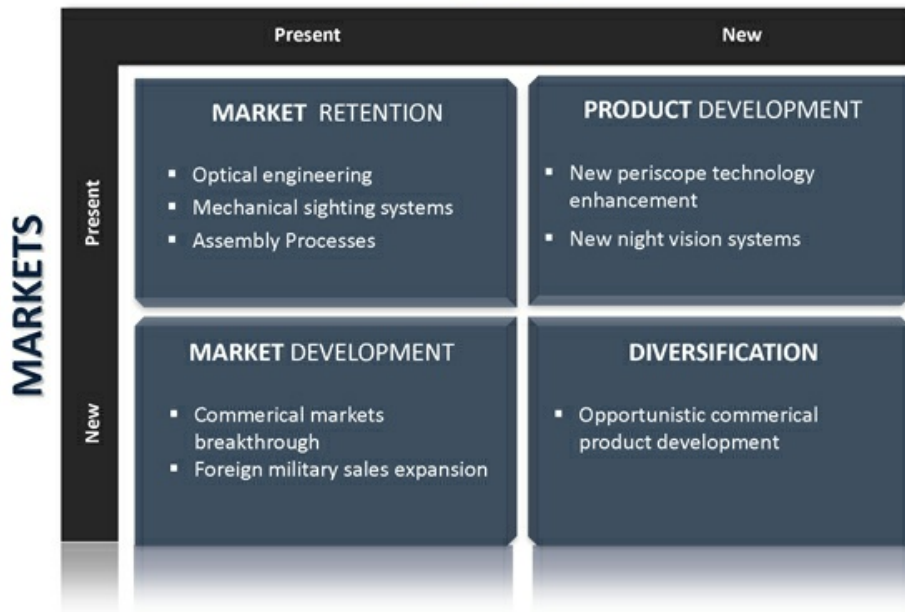 Present New
MARKETS
Present
MARKET RETENTION
▪ Optical engineering
▪ Mechanical sighting systems
▪ Assembly Processes
PRODUCT DEVELOPMENT
▪ New periscope technology
enhancement
▪ New night vision systems
New
MARKET DEVELOPMENT
▪ Commerical markets
breakthrough
▪ Foreign military sales expansion
DIVERSIFICATION
▪ Opportunistic commerical
product development